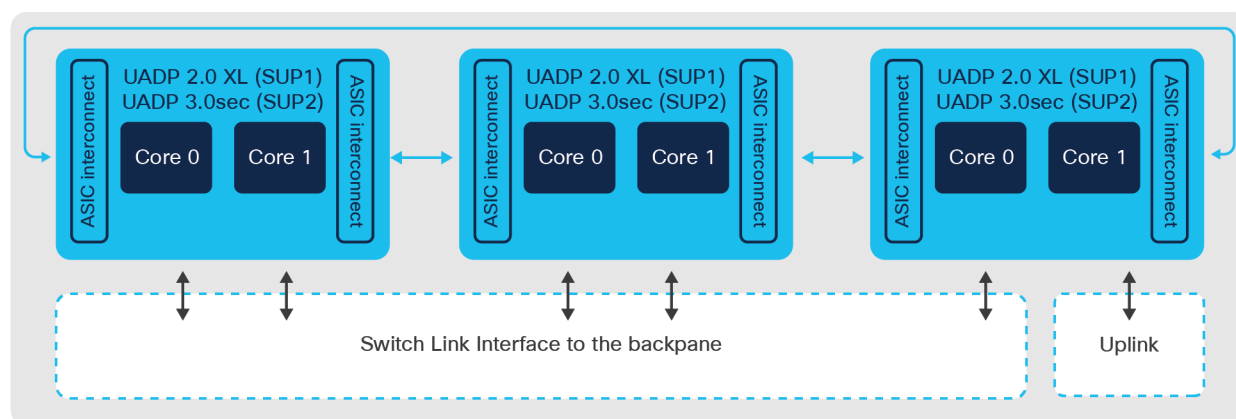 ASIC interconnect
UADP 2.0 XL (SUP1)
UADP 3.0sec (SUP2)
Core 0
Core 1
ASIC interconnect
ASIC interconnect
UADP 2.0 XL (SUP1)
UADP 3.0sec (SUP2)
Core 0
Core 1
ASIC interconnect
ASIC interconnect
UADP 2.0 XL (SUP1)
UADP 3.0sec (SUP2)
Core 0
Core 1
ASIC interconnect
Switch Link Interface to the backpane
Uplink